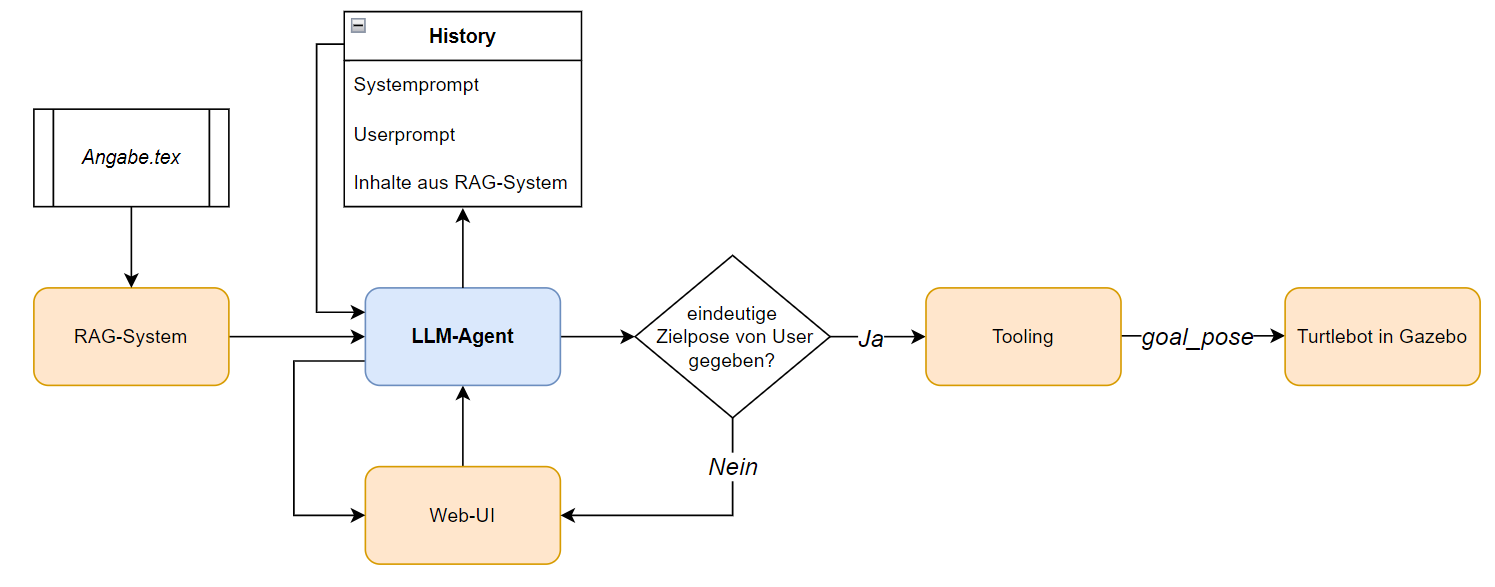 History
Systemprompt
Userprompt
Inhalte aus RAG-System
Angabe.tex
RAG-System
LLM-Agent
eindeutige
Zielpose von User
gegeben?
Ja
Tooling
goal_pose
Turtlebot in Gazebo
Nein
Web-UI